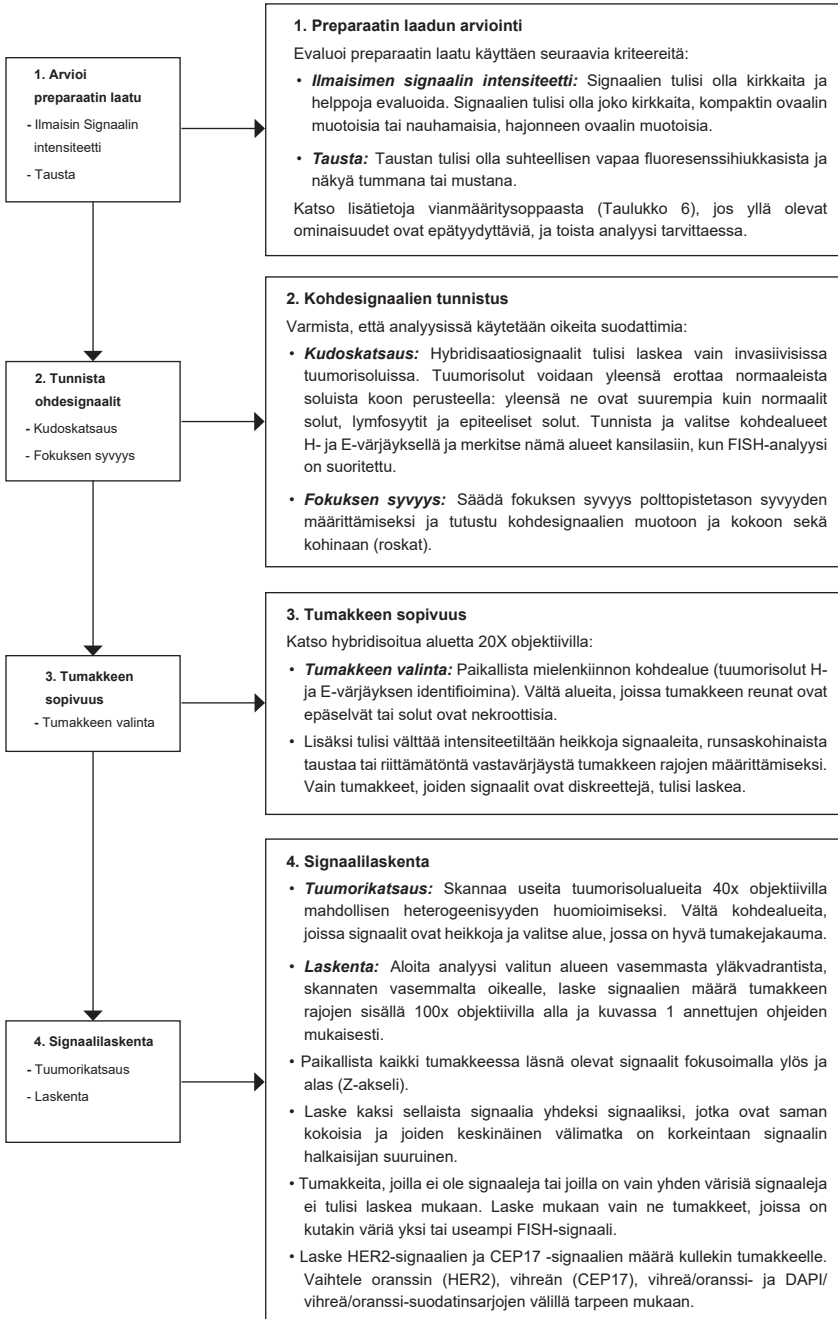 1. Arvioi
preparaatin laatu
- Ilmaisin Signaalin
intensiteetti
- Tausta
1. Preparaatin laadun arviointi
Evaluoi preparaatin laatu käyttäen seuraavia kriteereitä:
• Ilmaisimen signaalin intensiteetti: Signaalien tulisi olla kirkkaita ja
helppoja evaluoida. Signaalien tulisi olla joko kirkkaita, kompaktin ovaalin
muotoisia tai nauhamaisia, hajonneen ovaalin muotoisia.
• Tausta: Taustan tulisi olla suhteellisen vapaa fluoresenssihiukkasista ja
näkyä tummana tai mustana.
Katso lisätietoja vianmääritysoppaasta (Taulukko 6), jos yllä olevat
ominaisuudet ovat epätyydyttäviä, ja toista analyysi tarvittaessa.
2. Tunnista
ohdesignaalit
- Kudoskatsaus
- Fokuksen syvyys
2. Kohdesignaalien tunnistus
Varmista, että analyysissä käytetään oikeita suodattimia:
• Kudoskatsaus: Hybridisaatiosignaalit tulisi laskea vain invasiivisissa
tuumorisoluissa. Tuumorisolut voidaan yleensä erottaa normaaleista
soluista koon perusteella: yleensä ne ovat suurempia kuin normaalit
solut, lymfosyytit ja epiteeliset solut. Tunnista ja valitse kohdealueet
H- ja E-värjäyksellä ja merkitse nämä alueet kansilasiin, kun FISH-analyysi
on suoritettu.
• Fokuksen syvyys: Säädä fokuksen syvyys polttopistetason syvyyden
määrittämiseksi ja tutustu kohdesignaalien muotoon ja kokoon sekä
kohinaan (roskat).
3. Tumakkeen
sopivuus
- Tumakkeen valinta
3. Tumakkeen sopivuus
Katso hybridisoitua aluetta 20X objektiivilla:
• Tumakkeen valinta: Paikallista mielenkiinnon kohdealue (tuumorisolut H-
ja E-värjäyksen identifioimina). Vältä alueita, joissa tumakkeen reunat ovat
epäselvät tai solut ovat nekroottisia.
• Lisäksi tulisi välttää intensiteetiltään heikkoja signaaleita, runsaskohinaista
taustaa tai riittämätöntä vastavärjäystä tumakkeen rajojen määrittämiseksi.
Vain tumakkeet, joiden signaalit ovat diskreettejä, tulisi laskea.
4. Signaalilaskenta
- Tuumorikatsaus
- Laskenta
4. Signaalilaskenta
• Tuumorikatsaus: Skannaa useita tuumorisolualueita 40x objektiivilla
mahdollisen heterogeenisyyden huomioimiseksi. Vältä kohdealueita,
joissa signaalit ovat heikkoja ja valitse alue, jossa on hyvä tumakejakauma.
• Laskenta: Aloita analyysi valitun alueen vasemmasta yläkvadrantista,
skannaten vasemmalta oikealle, laske signaalien määrä tumakkeen
rajojen sisällä 100x objektiivilla alla ja kuvassa 1 annettujen ohjeiden
mukaisesti.
• Paikallista kaikki tumakkeessa läsnä olevat signaalit fokusoimalla ylös ja
alas (Z-akseli).
• Laske kaksi sellaista signaalia yhdeksi signaaliksi, jotka ovat saman
kokoisia ja joiden keskinäinen välimatka on korkeintaan signaalin
halkaisijan suuruinen.
• Tumakkeita, joilla ei ole signaaleja tai joilla on vain yhden värisiä signaaleja
ei tulisi laskea mukaan. Laske mukaan vain ne tumakkeet, joissa on
kutakin väriä yksi tai useampi FISH-signaali.
• Laske HER2-signaalien ja CEP17 -signaalien määrä kullekin tumakkeelle.
Vaihtele oranssin (HER2), vihreän (CEP17), vihreä/oranssi- ja DAPI/
vihreä/oranssi-suodatinsarjojen välillä tarpeen mukaan.